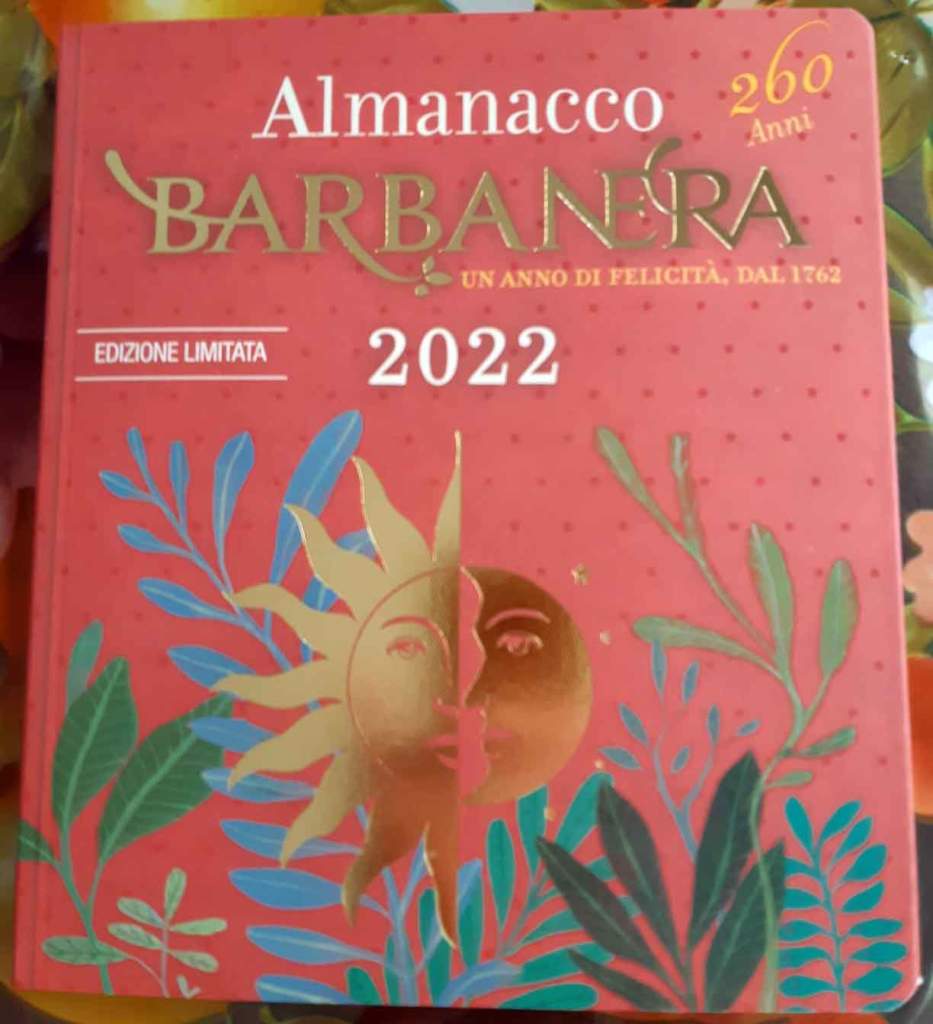 Almanacco
260
Anni
BARBANERA
UN ANNO DI FELICITÀ, DAL 1762
EDIZIONE LIMITATA
2022